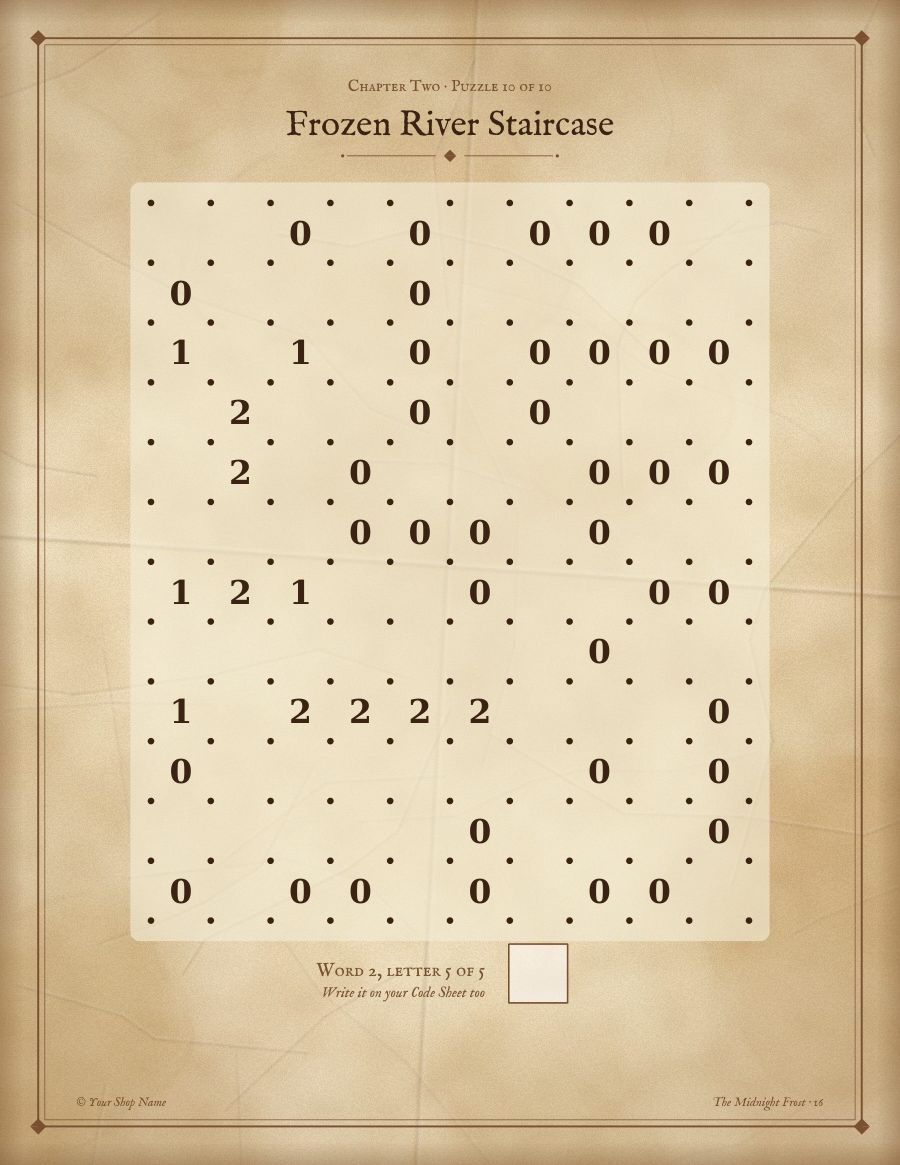 Chapter Two · Puzzle 10 of 10
Frozen River Staircase
0 0 0 0 0
0 0
1 1 0 0 0 0 0
2 0 0
2 0 0 0 0
0 0 0 0
1 2 1 0 0 0
0
1 2 2 2 2 0
0 0 0
0 0
0 0 0 0 0 0
Word 2, letter 5 of 5
Write it on your Code Sheet too
© Your Shop Name
The Midnight Frost · 16